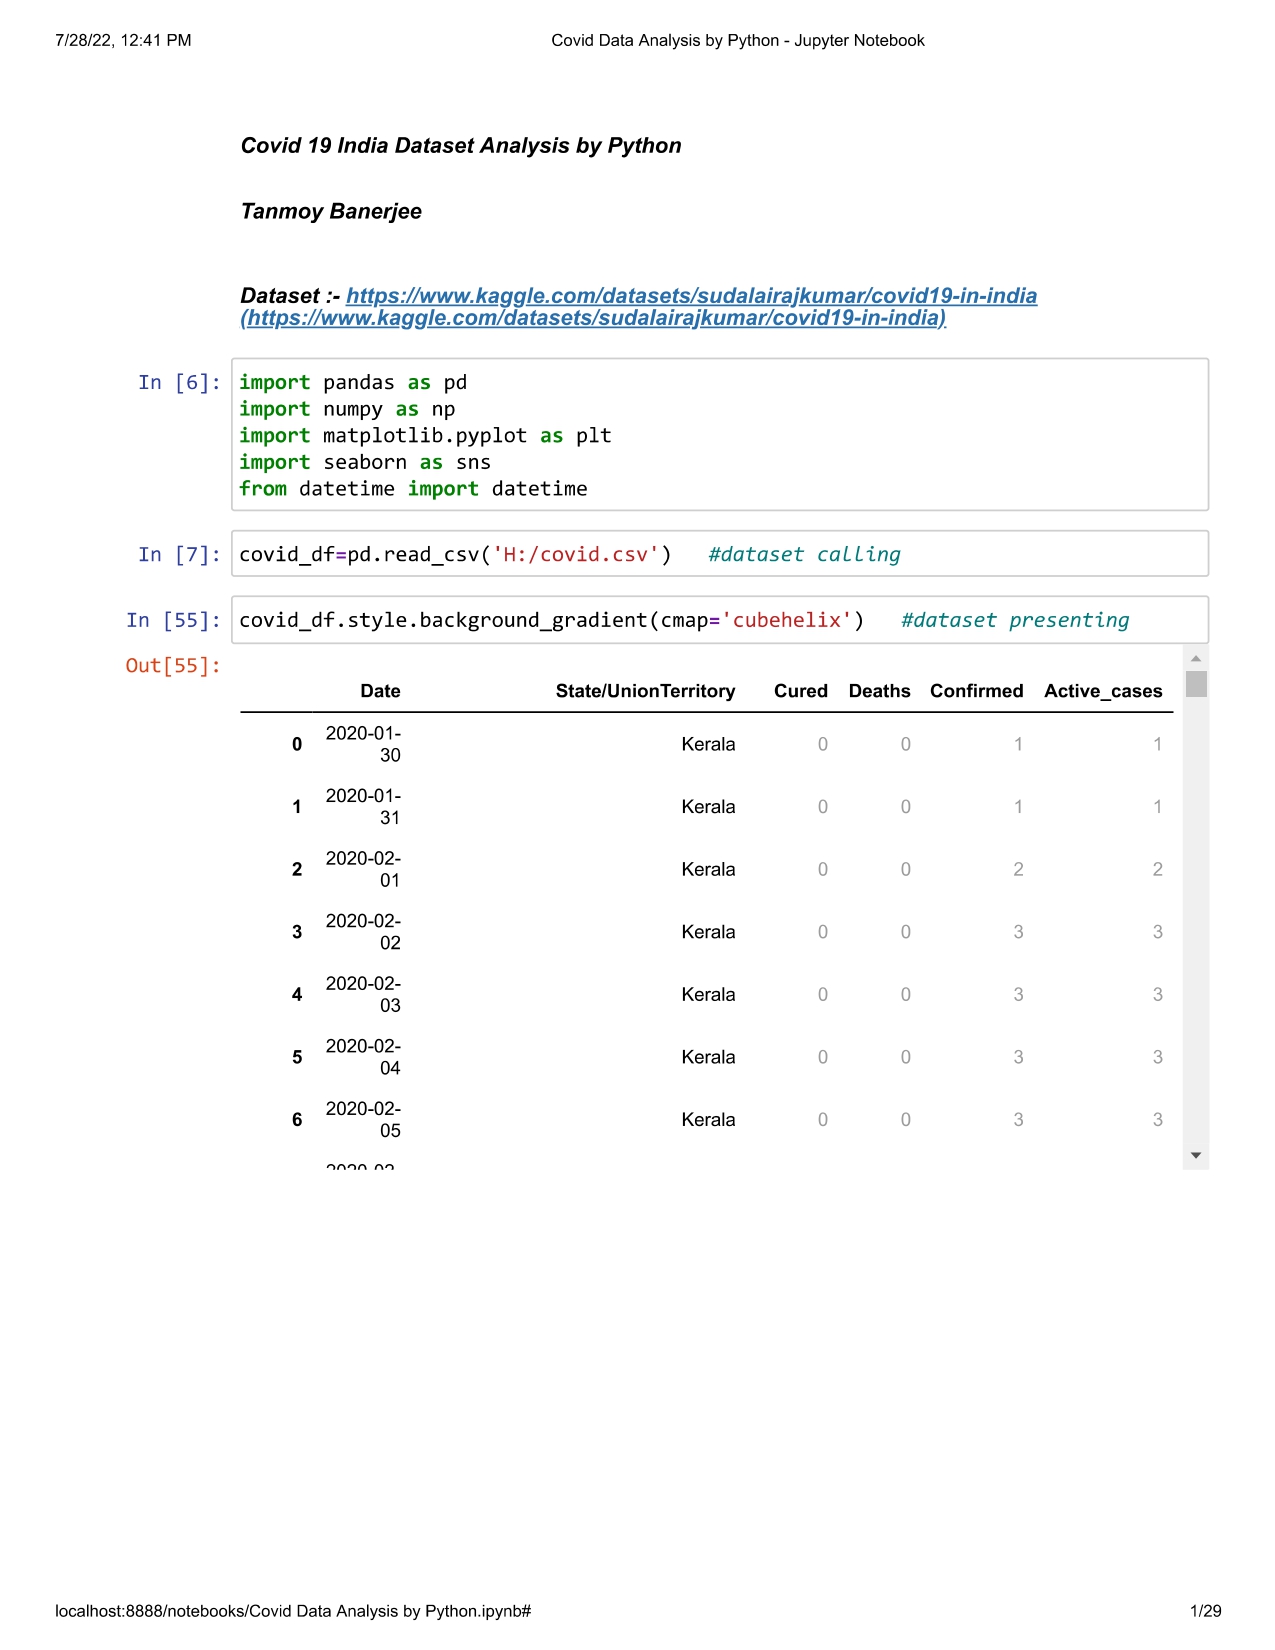 7/28/22, 12:41 PM Covid Data Analysis by Python - Jupyter Notebook
Covid 19 India Dataset Analysis by Python
Tanmoy Banerjee
Dataset :- https://www.kaggle.com/datasets/sudalairajkumar/covid19-in-india
(https://www.kaggle.com/datasets/sudalairajkumar/covid19-in-india)
In [6]: import pandas as pd
import numpy as np
import matplotlib.pyplot as plt
import seaborn as sns
from datetime import datetime
In [7]: covid_df=pd.read_csv('H:/covid.csv') #dataset calling
In [55]: covid_df.style.background_gradient(cmap='cubehelix') #dataset presenting
Out[55]:
Date State/UnionTerritory Cured Deaths Confirmed Active_cases
0 2020-01-30 Kerala 0 0 1 1
1 2020-01-31 Kerala 0 0 1 1
2 2020-02-01 Kerala 0 0 2 2
3 2020-02-02 Kerala 0 0 3 3
4 2020-02-03 Kerala 0 0 3 3
5 2020-02-04 Kerala 0 0 3 3
6 2020-02-05 Kerala 0 0 3 3
localhost:8888/notebooks/Covid Data Analysis by Python.ipynb# 1/29